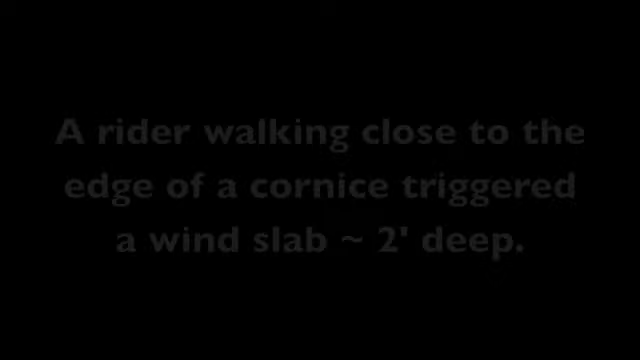 A rider walking close to the
edge of a cornice triggered
a wind slab ~ 2' deep.